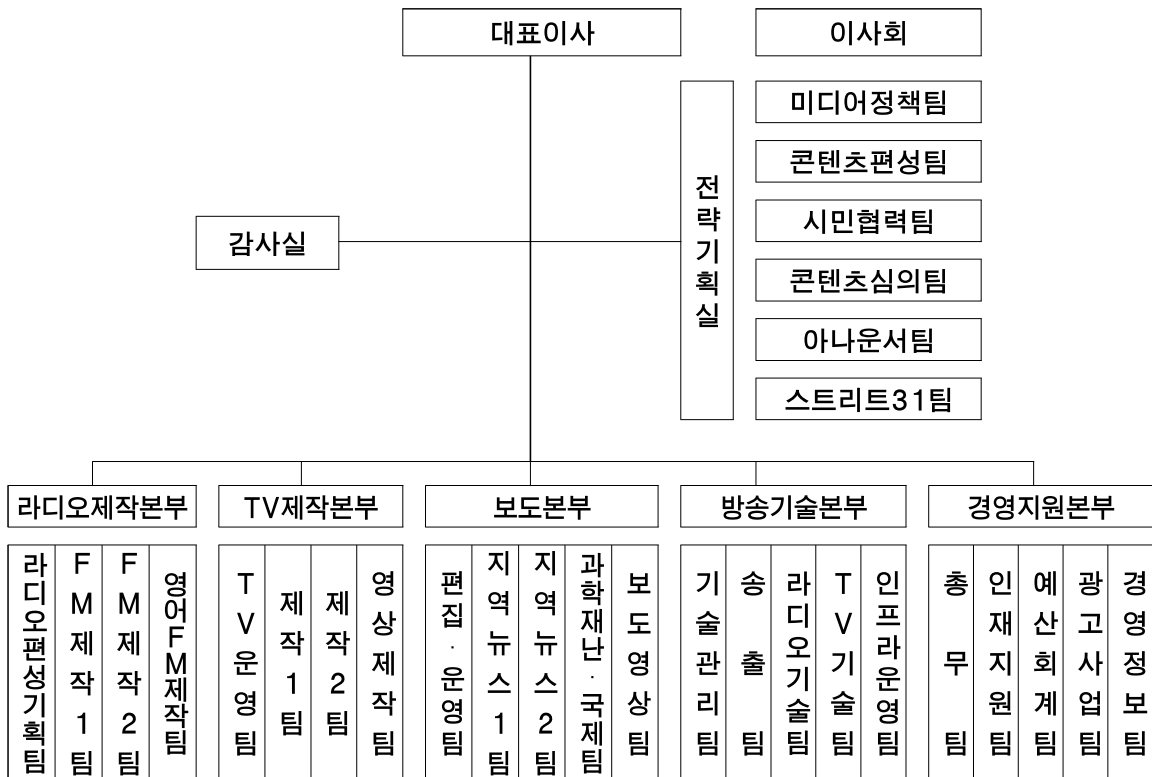 대표이사
이사회
전략기획실
미디어정책팀
콘텐츠편성팀
시민협력팀
콘텐츠심의팀
아나운서팀
스트리트31팀
감사실
라디오제작본부
TV제작본부
보도본부
방송기술본부
경영지원본부
라디오편성기획팀
FM제작1팀
FM제작2팀
영어FM제작팀
TV운영팀
제작1팀
제작2팀
영상제작팀
편집·운영팀
지역뉴스1팀
지역뉴스2팀
과학재난·국제팀
보도영상팀
기술관리팀
송출팀
라디오기술팀
TV기술팀
인프라운영팀
총무팀
인재지원팀
예산회계팀
광고사업팀
경영정보팀